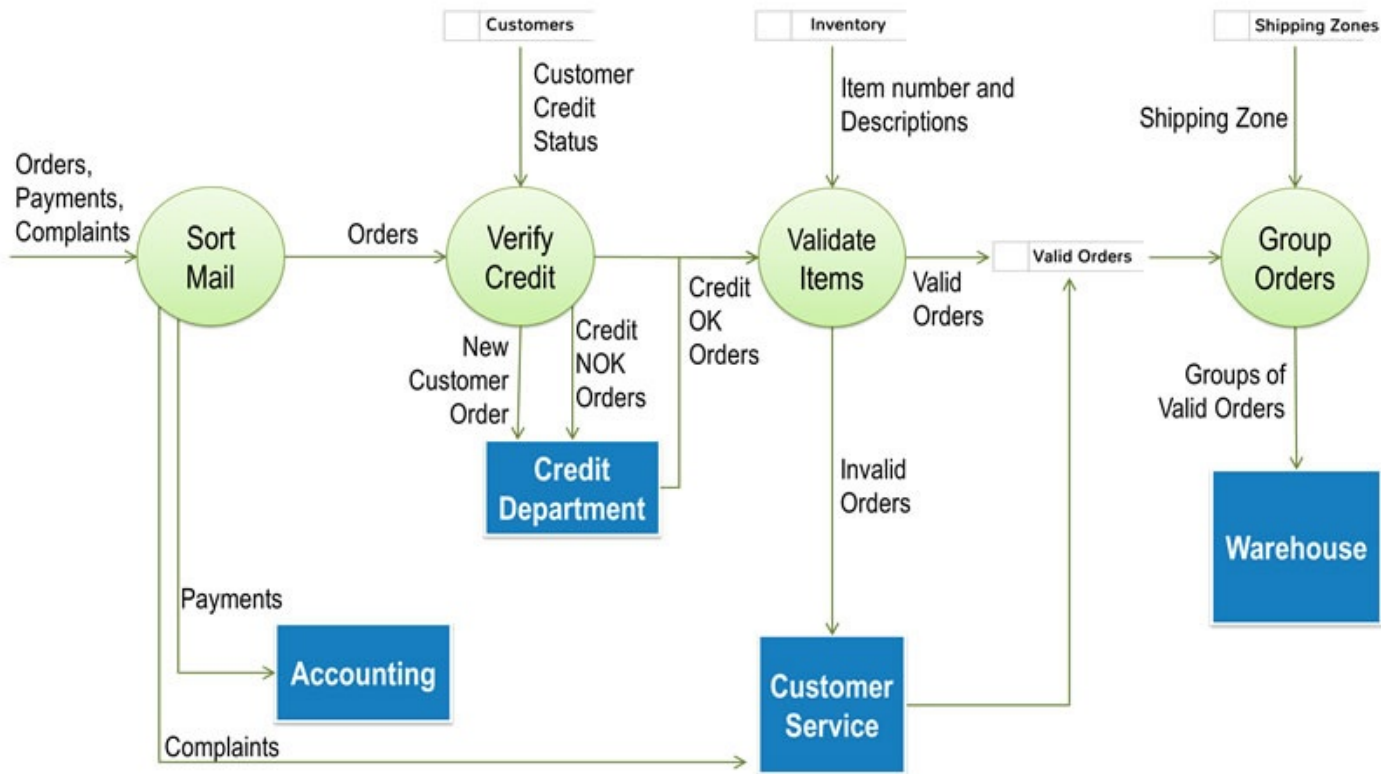 Customers
Inventory
Shipping Zones
Customer
Credit
Status
Item number and
Descriptions
Shipping Zone
Orders,
Payments,
Complaints
Sort
Mail
Orders
Verify
Credit
Validate
Items
Valid Orders
Group
Orders
Valid
Orders
Credit
OK
Orders
New
Customer
Order
Credit
NOK
Orders
Groups of
Valid Orders
Credit
Department
Invalid
Orders
Warehouse
Payments
Accounting
Customer
Service
Complaints